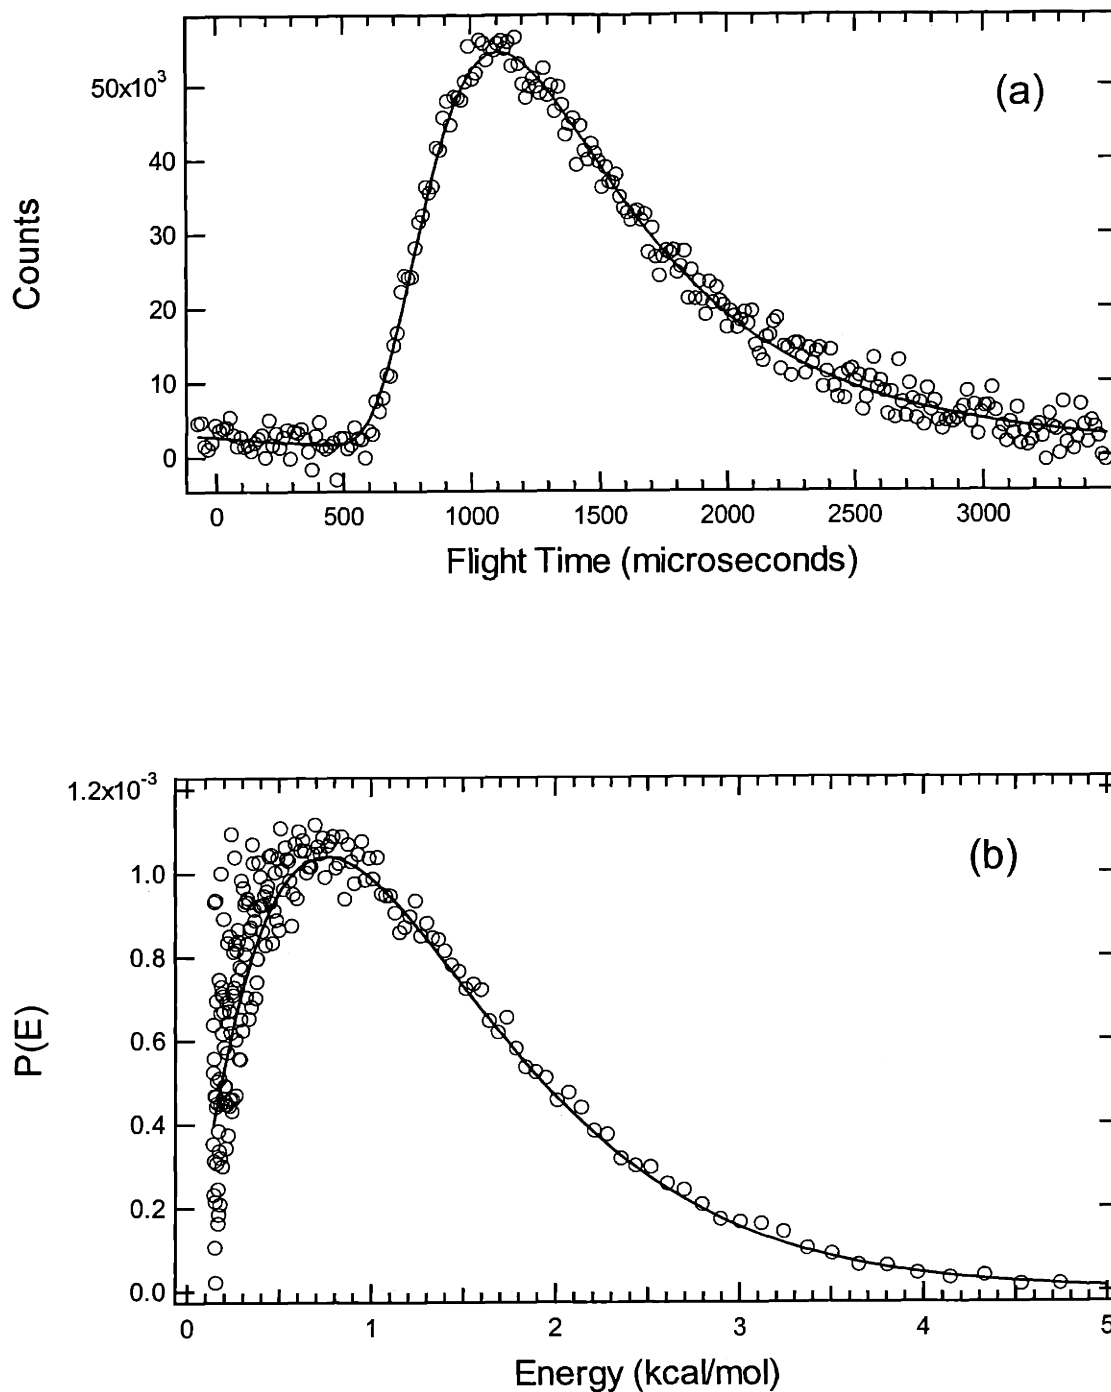 (a)
50x10³
40
30
20
10
0
Counts
0 500 1000 1500 2000 2500 3000
Flight Time (microseconds)
(b)
1.2x10⁻³
1.0
0.8
0.6
0.4
0.2
0.0
P(E)
0 1 2 3 4 5
Energy (kcal/mol)